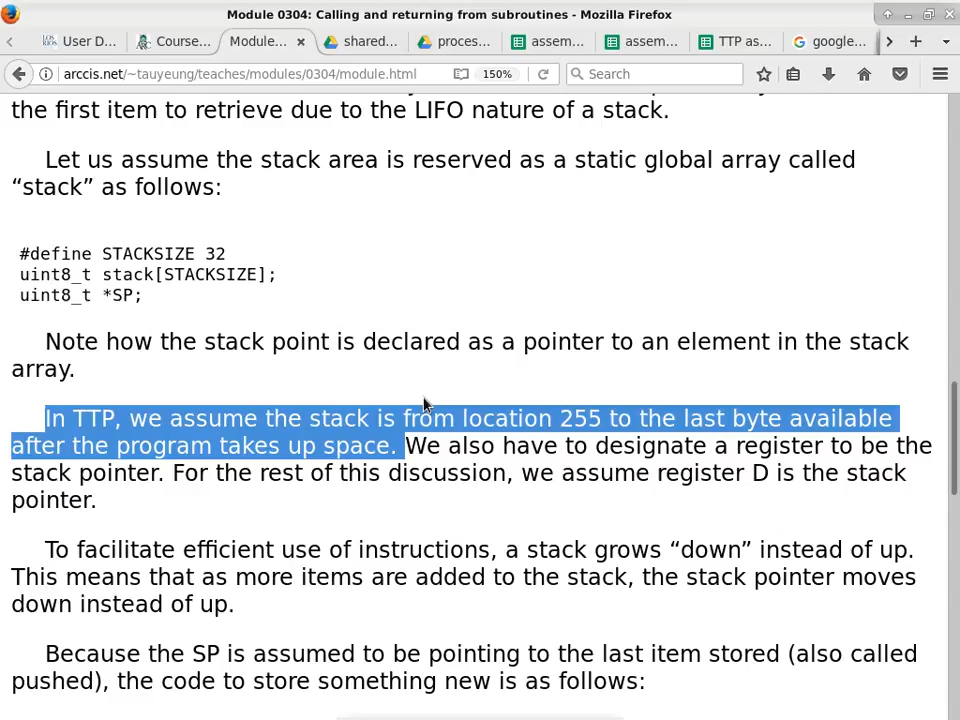 Module 0304: Calling and returning from subroutines - Mozilla Firefox
User D... Course... Module... shared... proces... assem... assem... TTP as... google...
arccis.net/~tauyeung/teaches/modules/0304/module.html 150% Search
the first item to retrieve due to the LIFO nature of a stack.
Let us assume the stack area is reserved as a static global array called
“stack” as follows:
#define STACKSIZE 32
uint8_t stack[STACKSIZE];
uint8_t *SP;
Note how the stack point is declared as a pointer to an element in the stack
array.
In TTP, we assume the stack is from location 255 to the last byte available
after the program takes up space. We also have to designate a register to be the
stack pointer. For the rest of this discussion, we assume register D is the stack
pointer.
To facilitate efficient use of instructions, a stack grows “down” instead of up.
This means that as more items are added to the stack, the stack pointer moves
down instead of up.
Because the SP is assumed to be pointing to the last item stored (also called
pushed), the code to store something new is as follows: